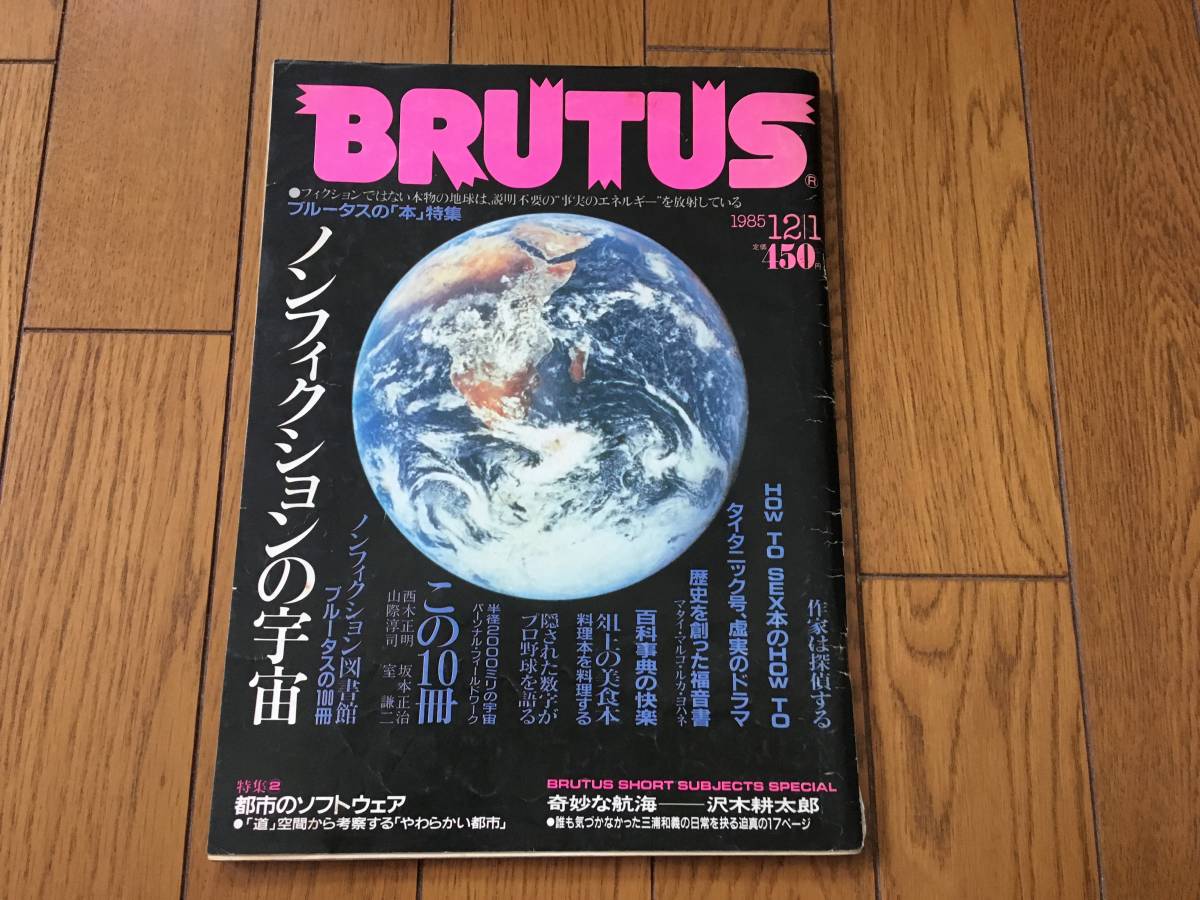 BRUTUS
®
●フィクションではない本物の地球は、説明不要の“事実のエネルギー”を放射している
ブルータスの「本」特集
1985 12|1
定価450円
ノンフィクションの宇宙
作家は探偵する
HOW TO SEX本のHOW TO
タイタニック号、虚実のドラマ
歴史を創った福音書
マタイ・マルコ・ルカ・ヨハネ
百科事典の快楽
俎上の美食本
料理本を料理する
隠された数字が
プロ野球を語る
半径2000ミリの宇宙
パーソナル・フィールドワーク
この10冊
西木正明 坂本正治
山際淳司 室謙二
ノンフィクション図書館
ブルータスの100冊
特集2
都市のソフトウェア
●「道」空間から考察する「やわらかい都市」
BRUTUS SHORT SUBJECTS SPECIAL
奇妙な航海——沢木耕太郎
●誰も気づかなかった三浦和義の日常を抉る迫真の17ページ